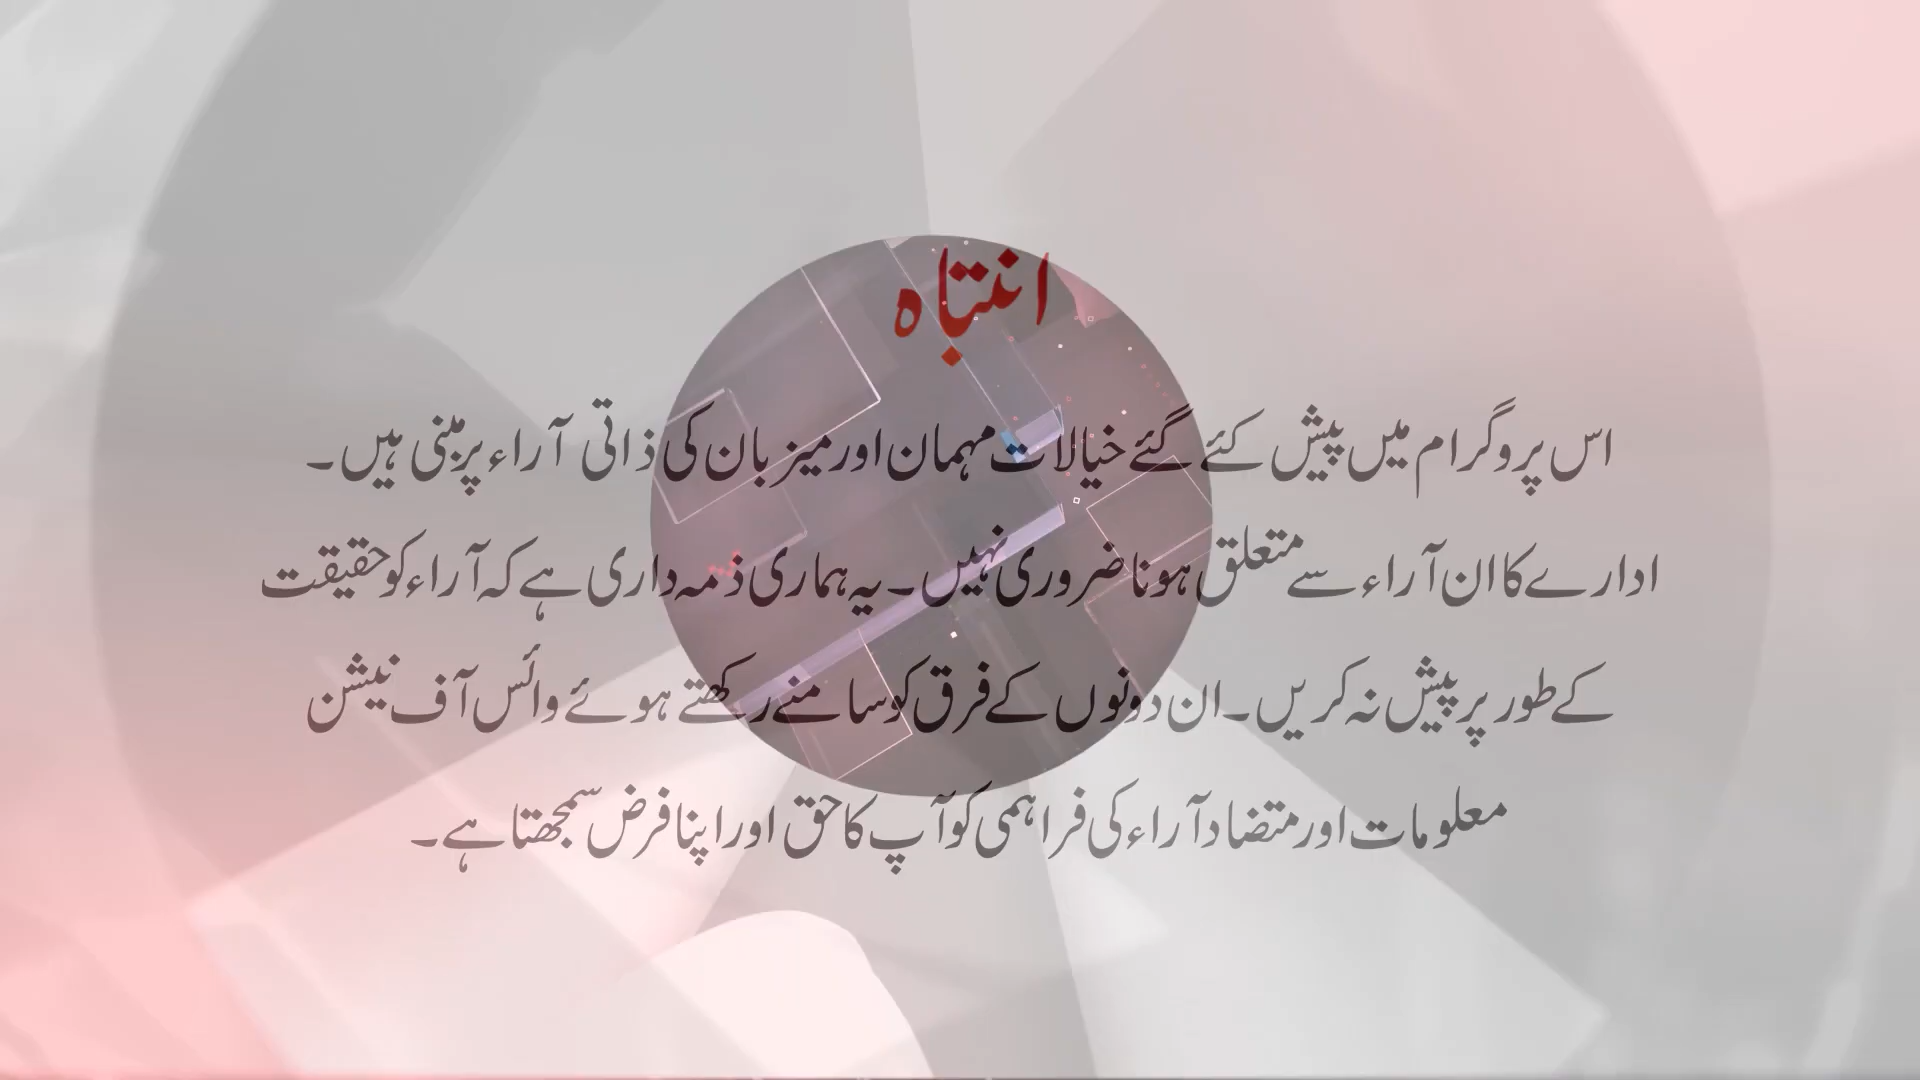 انتباہ
اس پروگرام میں پیش کئے گئے خیالات مہمان اور میزبان کی ذاتی آراء پر مبنی ہیں۔
ادارے کا ان آراء سے متعلق ہونا ضروری نہیں۔ یہ ہماری ذمہ داری ہے کہ آراء کو حقیقت
کے طور پر پیش نہ کریں۔ ان دونوں کے فرق کو سامنے رکھتے ہوئے وائس آف نیشن
معلومات اور متضاد آراء کی فراہمی کو آپ کا حق اور اپنا فرض سمجھتا ہے۔